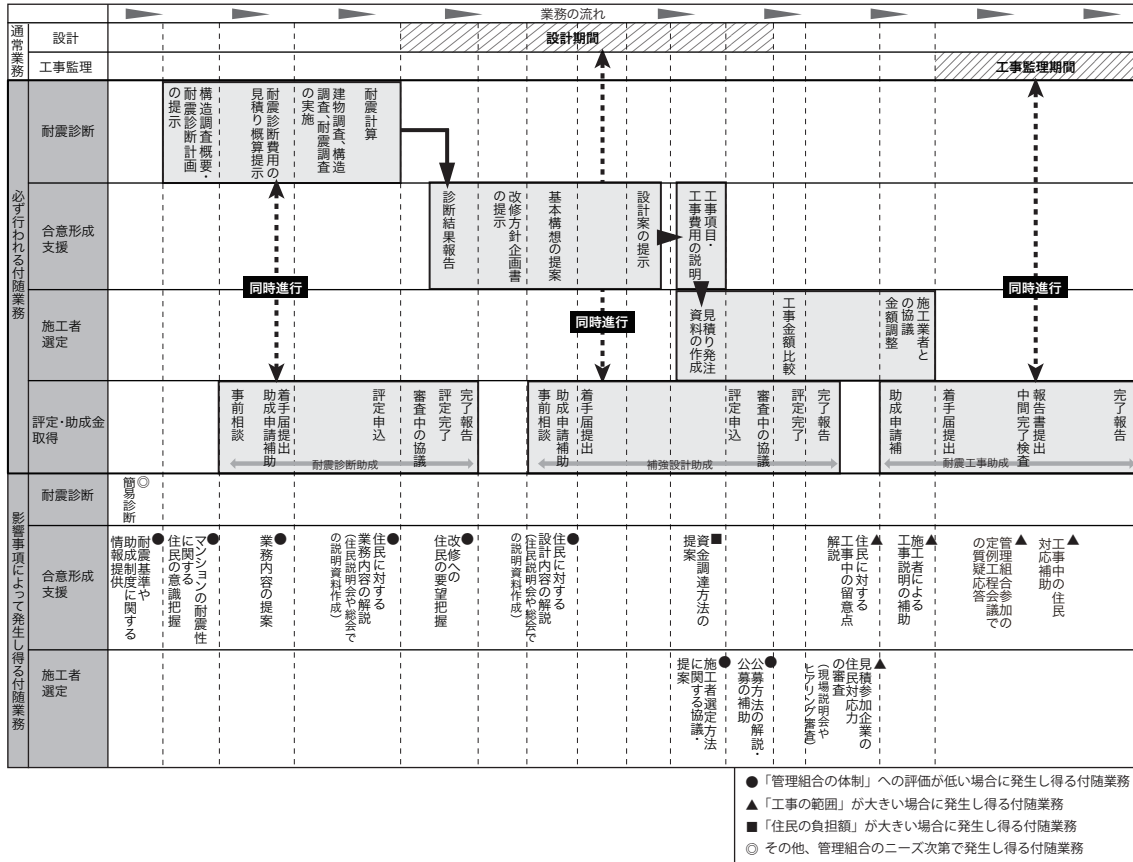 業務の流れ
通常業務
設計
設計期間
工事監理
工事監理期間
必ず行われる付随業務
耐震診断
構造調査概要・
耐震診断計画
の提示
耐震診断費用の
見積り概算提示
建物調査、構造
調査、耐震調査
の実施
耐震計算
合意形成
支援
診断結果報告
改修方針企画書
の提示
基本構想の提案
設計案の提示
工事項目・
工事費用の説明
同時進行
同時進行
同時進行
施工者
選定
見積り発注
資料の作成
工事金額比較
施工業者と
の協議
金額調整
評定・助成金
取得
事前相談
助成申請補助
着手届提出
評定申込
審査中の協議
評定完了
完了報告
耐震診断助成
事前相談
助成申請補助
着手届提出
評定申込
審査中の協議
評定完了
完了報告
補強設計助成
助成申請補
着手届提出
中間完了検査
報告書提出
完了報告
耐震工事助成
影響事項によって発生し得る付随業務
耐震診断
◎
簡易診断
合意形成
支援
●
耐震基準や
助成制度に関する
情報提供
●
マンションの耐震性
に関する
住民の意識把握
●
業務内容の提案
●
住民に対する
業務内容の解説
(住民説明会や総会で
の説明資料作成)
●
改修への
住民の要望把握
●
住民に対する
設計内容の解説
(住民説明会や総会で
の説明資料作成)
■
資金調達方法の
提案
▲
住民に対する
工事中の留意点
解説
▲
施工者による
工事説明の補助
▲
管理組合参加の
定例工程会議で
の質疑応答
▲
工事中の住民
対応補助
施工者
選定
●
施工者選定方法
に関する協議・
提案
●
公募方法の解説・
公募の補助
▲
見積参加企業の
住民対応力
の審査
(現場説明会や
ヒアリング審査)
●「管理組合の体制」への評価が低い場合に発生し得る付随業務
▲「工事の範囲」が大きい場合に発生し得る付随業務
■「住民の負担額」が大きい場合に発生し得る付随業務
◎ その他、管理組合のニーズ次第で発生し得る付随業務